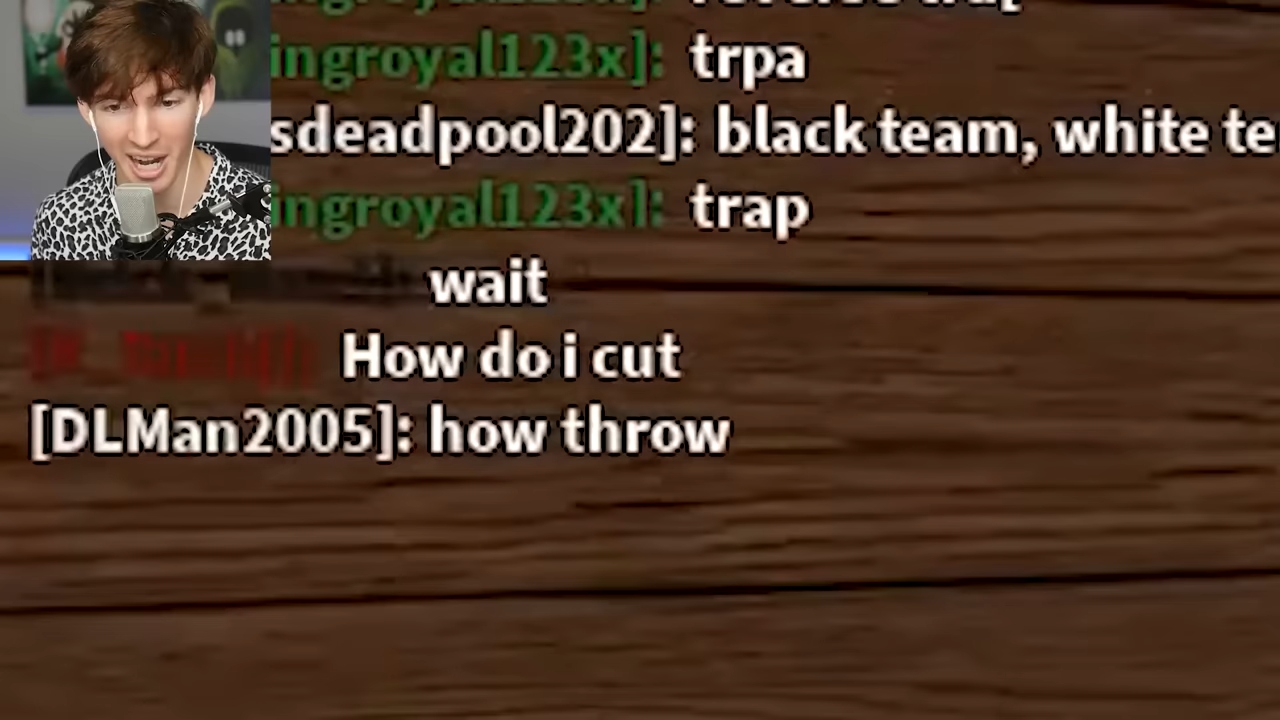 ingroyal123x]: trpa
sdeadpool202]: black team, white te
ingroyal123x]: trap
wait
How do i cut
[DLMan2005]: how throw